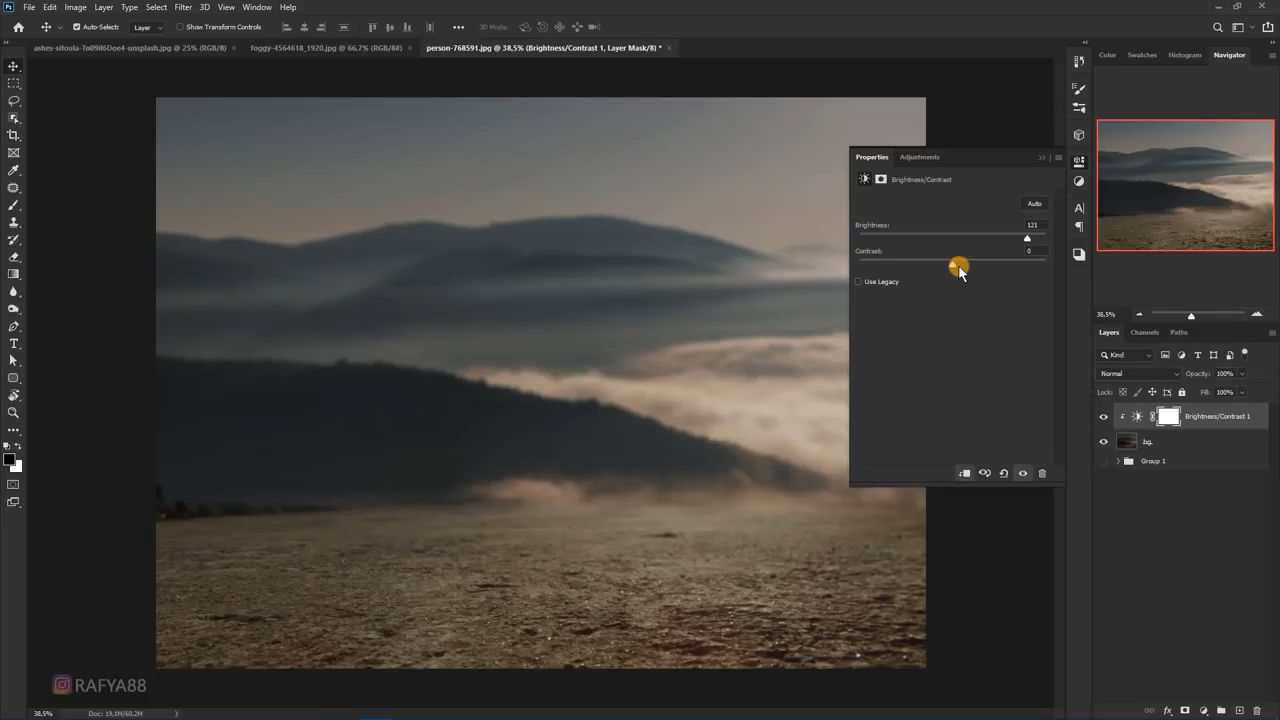 Ps File Edit Image Layer Type Select Filter 3D View Window Help
Auto-Select: Layer Show Transform Controls 3D Mode:
ashes-sitoula-1n09il6Doe4-unsplash.jpg @ 25% (RGB/8) foggy-4564618_1920.jpg @ 66,7% (RGB/8#) person-768591.jpg @ 38,5% (Brightness/Contrast 1, Layer Mask/8) *
Color Swatches Histogram Navigator
Properties Adjustments
Brightness/Contrast
Auto
Brightness: 121
Contrast: 0
Use Legacy
38,5%
Layers Channels Paths
Kind
Normal Opacity: 100%
Lock: Fill: 100%
Brightness/Contrast 1
bg.
Group 1
RAFYA88
38,5% Doc: 19,1M/60,2M